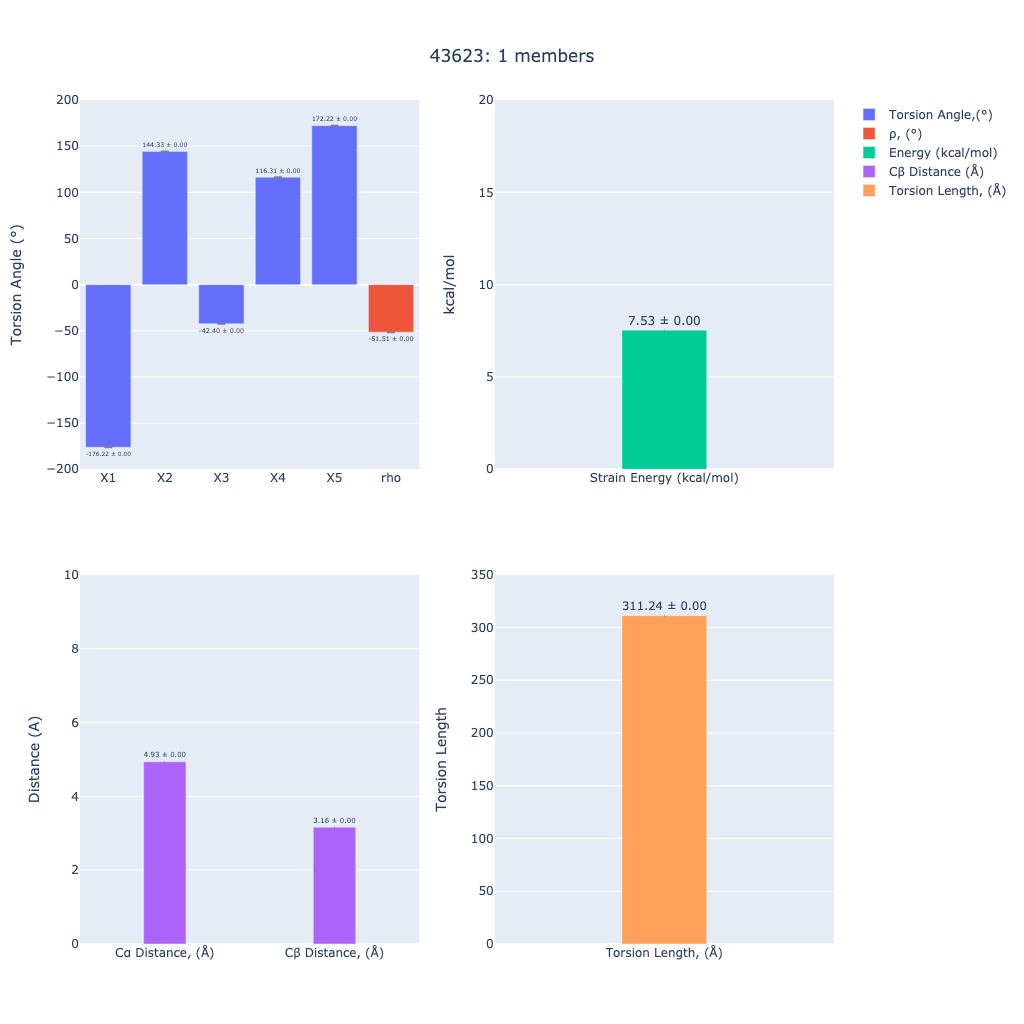 43623: 1 members
Torsion Angle (°)
200
150
100
50
0
−50
−100
−150
−200
-176.22 ± 0.00
144.33 ± 0.00
-42.40 ± 0.00
116.31 ± 0.00
172.22 ± 0.00
-51.51 ± 0.00
X1 X2 X3 X4 X5 rho
kcal/mol
20
15
10
5
0
7.53 ± 0.00
Strain Energy (kcal/mol)
Torsion Angle,(°)
ρ, (°)
Energy (kcal/mol)
Cβ Distance (Å)
Torsion Length, (Å)
Distance (A)
10
8
6
4
2
0
4.93 ± 0.00
3.16 ± 0.00
Cα Distance, (Å) Cβ Distance, (Å)
Torsion Length
350
300
250
200
150
100
50
0
311.24 ± 0.00
Torsion Length, (Å)